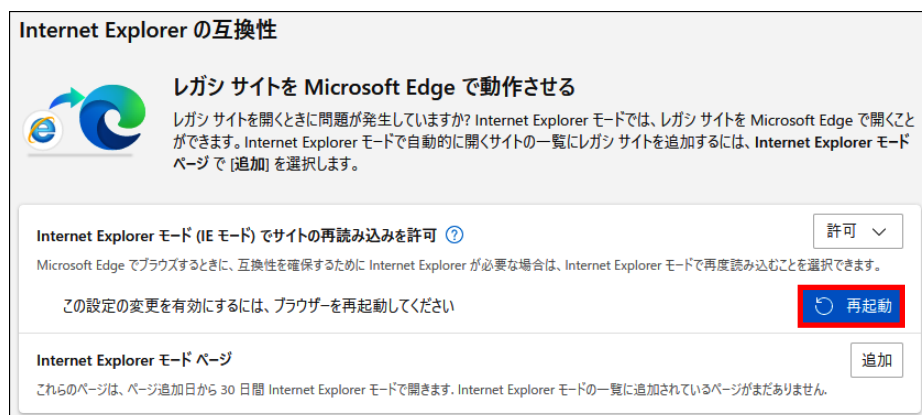 Internet Explorer の互換性
レガシ サイトを Microsoft Edge で動作させる
レガシ サイトを開くときに問題が発生していますか? Internet Explorer モードでは、レガシ サイトを Microsoft Edge で開くこと
ができます。Internet Explorer モードで自動的に開くサイトの一覧にレガシ サイトを追加するには、Internet Explorer モード
ページ で [追加] を選択します。
Internet Explorer モード (IE モード) でサイトの再読み込みを許可 ?
許可
Microsoft Edge でブラウズするときに、互換性を確保するために Internet Explorer が必要な場合は、Internet Explorer モードで再度読み込むことを選択できます。
この設定の変更を有効にするには、ブラウザーを再起動してください
再起動
Internet Explorer モード ページ
追加
これらのページは、ページ追加日から 30 日間 Internet Explorer モードで開きます. Internet Explorer モードの一覧に追加されているページがまだありません.